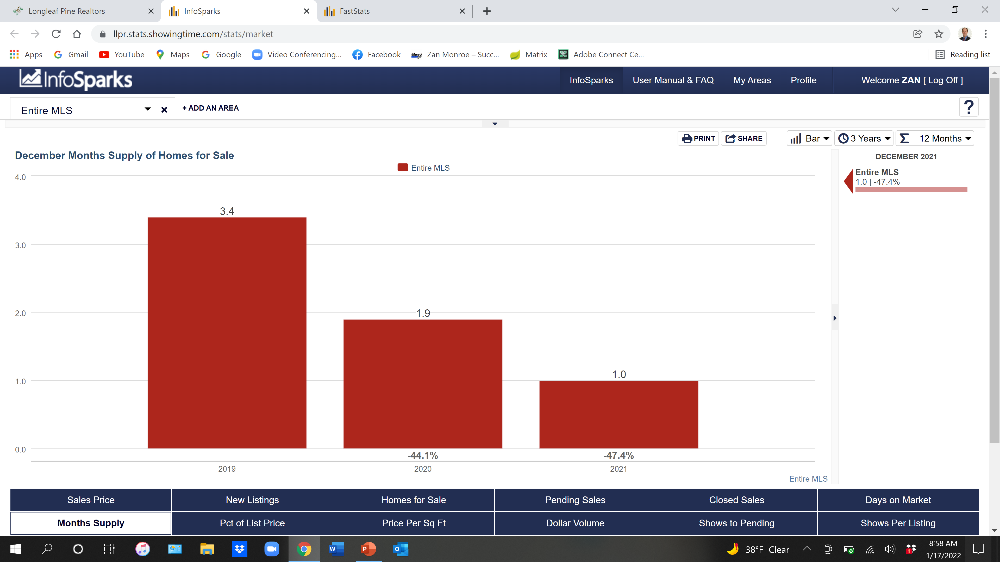 Longleaf Pine Realtors
InfoSparks
FastStats
llpr.stats.showingtime.com/stats/market
Apps
Gmail
YouTube
Maps
Google
Video Conferencing...
Facebook
Zan Monroe – Succ...
Matrix
Adobe Connect Ce...
Reading list
InfoSparks
InfoSparks
User Manual & FAQ
My Areas
Profile
Welcome ZAN [ Log Off ]
Entire MLS
+ ADD AN AREA
?
PRINT
SHARE
Bar
3 Years
Σ 12 Months
December Months Supply of Homes for Sale
Entire MLS
DECEMBER 2021
Entire MLS
1.0 | -47.4%
4.0
3.0
2.0
1.0
0.0
3.4
1.9
1.0
-44.1%
-47.4%
2019
2020
2021
Entire MLS
Sales Price
New Listings
Homes for Sale
Pending Sales
Closed Sales
Days on Market
Months Supply
Pct of List Price
Price Per Sq Ft
Dollar Volume
Shows to Pending
Shows Per Listing
38°F Clear
1
8:58 AM
1/17/2022